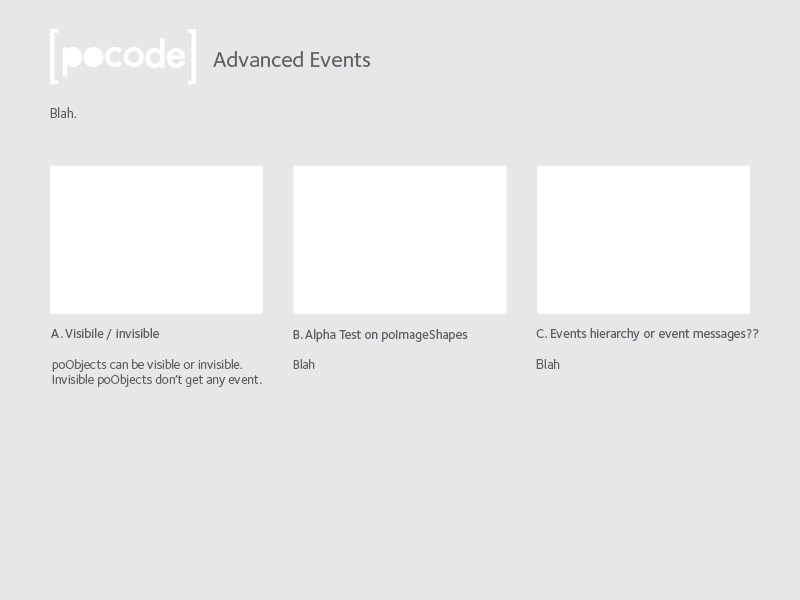 [pocode] Advanced Events
Blah.
A. Visibile / invisible
B. Alpha Test on poImageShapes
C. Events hierarchy or event messages??
poObjects can be visible or invisible.
Invisible poObjects don't get any event.
Blah
Blah